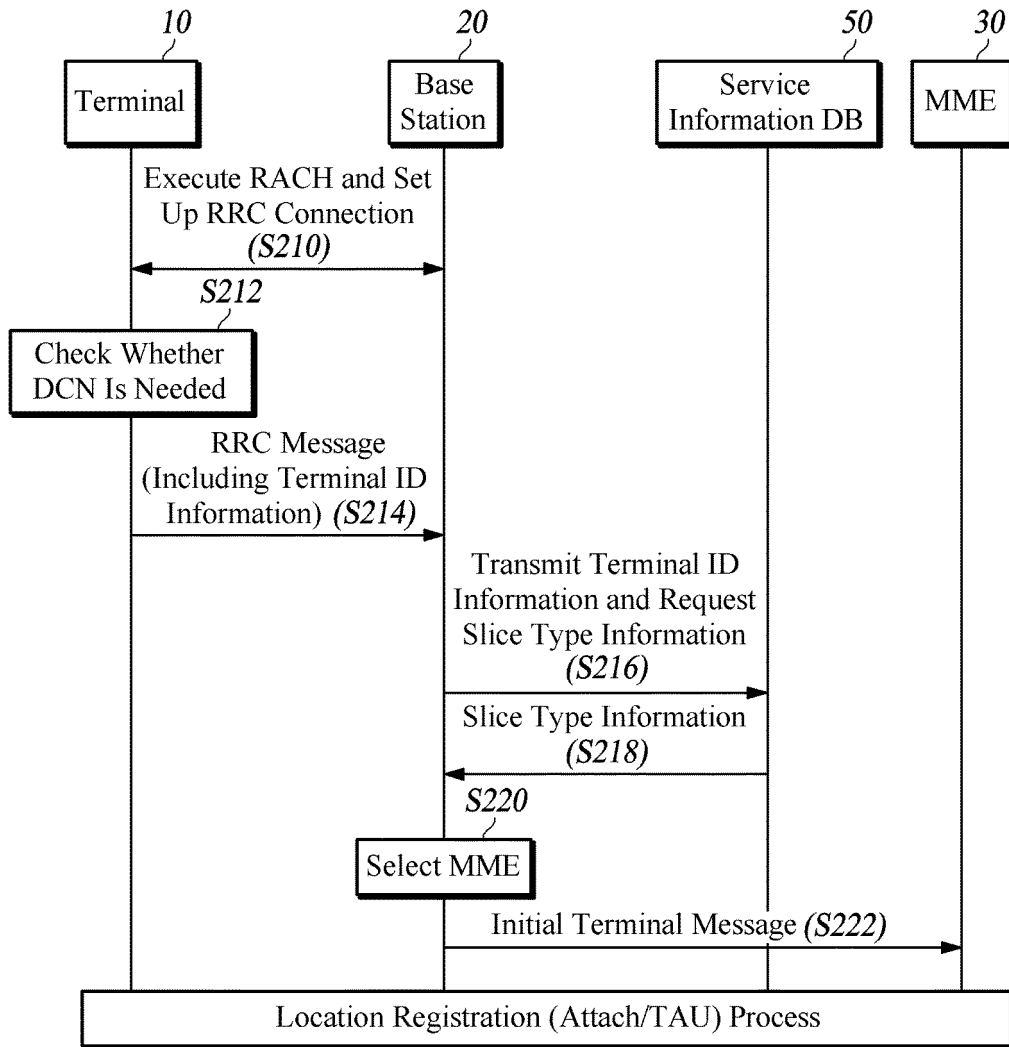 10
20
50
30
Terminal
Base
Station
Service
Information DB
MME
Execute RACH and Set
Up RRC Connection
(S210)
S212
Check Whether
DCN Is Needed
RRC Message
(Including Terminal ID
Information) (S214)
Transmit Terminal ID
Information and Request
Slice Type Information
(S216)
Slice Type Information
(S218)
S220
Select MME
Initial Terminal Message (S222)
Location Registration (Attach/TAU) Process